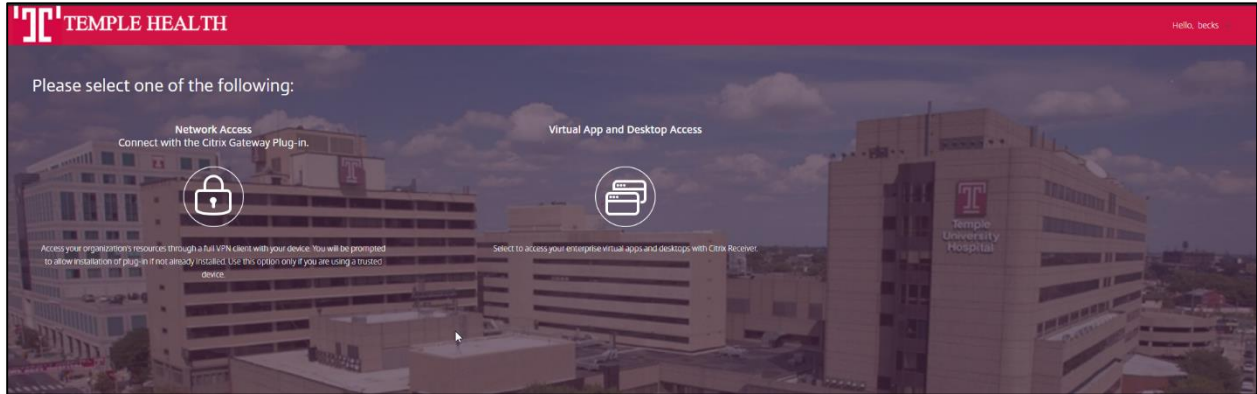 TEMPLE HEALTH
Hello, becks
Please select one of the following:
Network Access
Connect with the Citrix Gateway Plug-in.
Access your organization's resources through a full VPN client with your device. You will be prompted
to allow installation of plug-in if not already installed. Use this option only if you are using a trusted
device.
Virtual App and Desktop Access
Select to access your enterprise virtual apps and desktops with Citrix Receiver.
Temple
University
Hospital